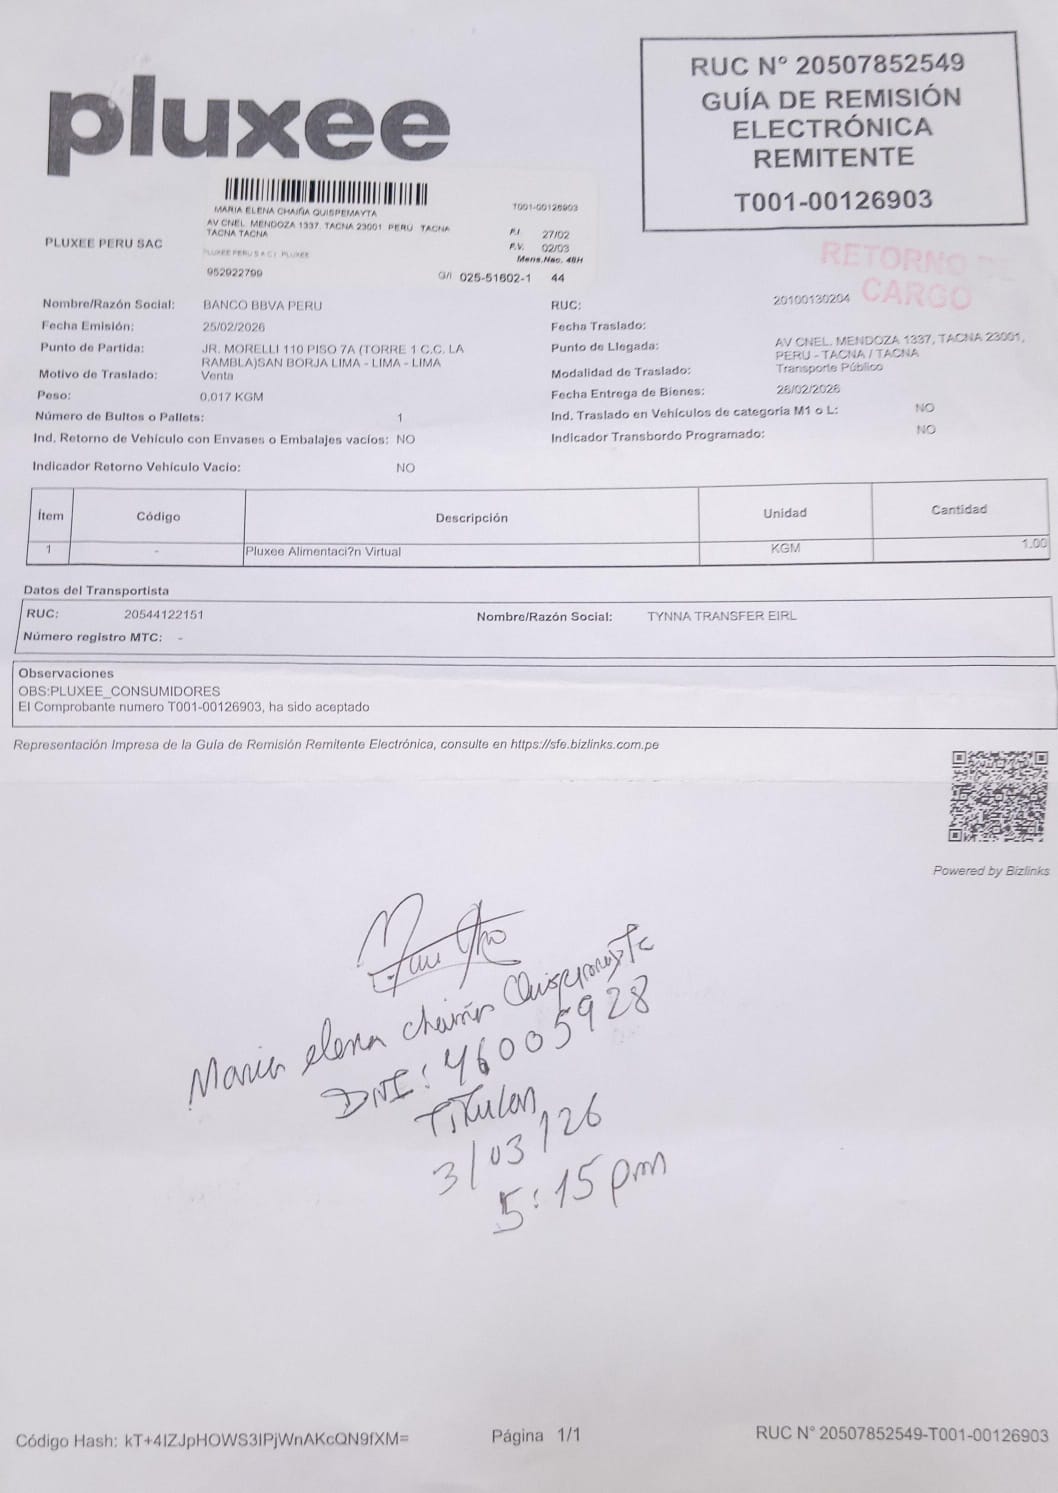 pluxee
RUC N° 20507852549
GUÍA DE REMISIÓN
ELECTRÓNICA
REMITENTE
T001-00126903
MARIA ELENA CHAIÑA QUISPEMAYTA
T001-00126903
AV CNEL. MENDOZA 1337, TACNA 23001 PERÚ TACNA
TACNA TACNA
F.I. 27/02
F.V. 02/03
Mens.Nac. 48H
PLUXEE PERU SAC
PLUXEE PERU S A C | PLUXEE
952922799
G/I 025-51602-1 44
RETORNO DE
CARGO
Nombre/Razón Social: BANCO BBVA PERU
RUC: 20100130204
Fecha Emisión: 25/02/2026
Fecha Traslado:
Punto de Partida: JR. MORELLI 110 PISO 7A (TORRE 1 C.C. LA
RAMBLA)SAN BORJA LIMA - LIMA - LIMA
Punto de Llegada: AV CNEL. MENDOZA 1337, TACNA 23001,
PERU - TACNA / TACNA
Motivo de Traslado: Venta
Modalidad de Traslado: Transporte Público
Peso: 0.017 KGM
Fecha Entrega de Bienes: 26/02/2026
Número de Bultos o Pallets: 1
Ind. Traslado en Vehículos de categoría M1 o L: NO
Ind. Retorno de Vehículo con Envases o Embalajes vacíos: NO
Indicador Transbordo Programado: NO
Indicador Retorno Vehículo Vacio: NO
Ítem Código Descripción Unidad Cantidad
1 - Pluxee Alimentaci?n Virtual KGM 1.00
Datos del Transportista
RUC: 20544122151 Nombre/Razón Social: TYNNA TRANSFER EIRL
Número registro MTC: -
Observaciones
OBS:PLUXEE_CONSUMIDORES
El Comprobante numero T001-00126903, ha sido aceptado
Representación Impresa de la Guía de Remisión Remitente Electrónica, consulte en https://sfe.bizlinks.com.pe
Powered by Bizlinks
Maria elena chaiña Quispemayta
DNI: 46005928
Titular
3/03/26
5:15 pm
Código Hash: kT+4IZJpHOWS3IPjWnAKcQN9fXM=
Página 1/1
RUC N° 20507852549-T001-00126903